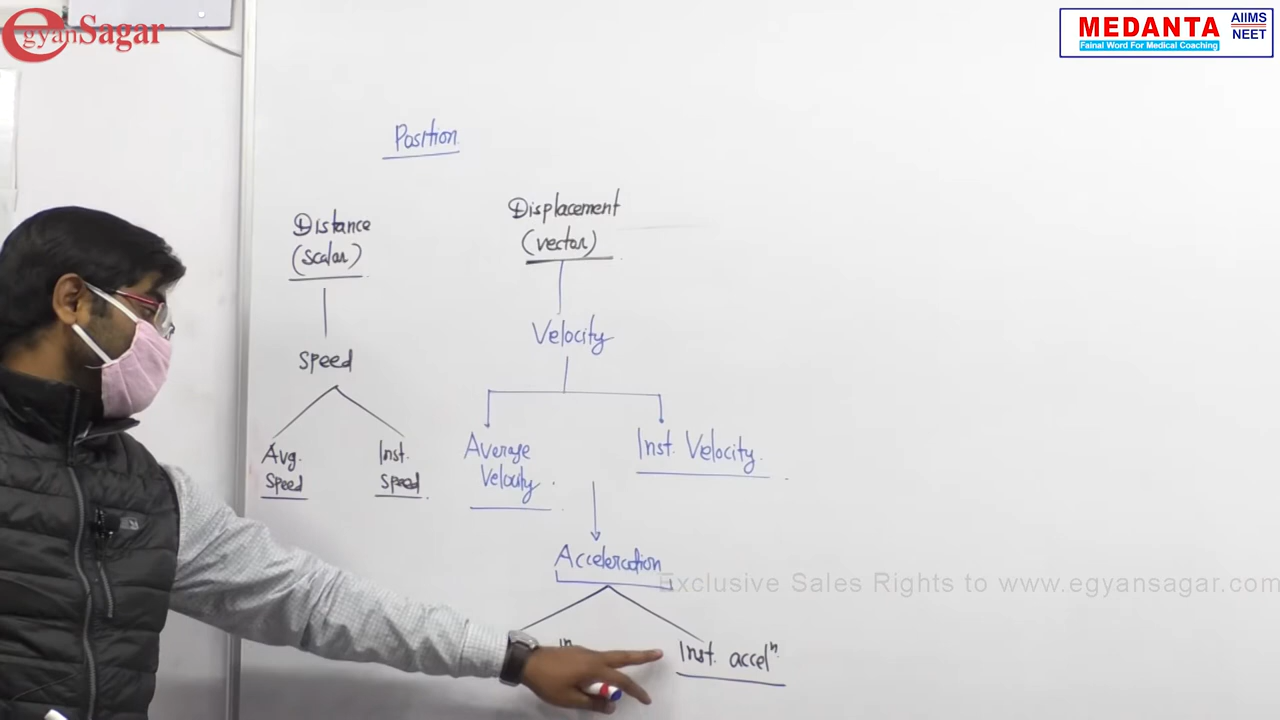 egyanSagar
MEDANTA
AIIMS
NEET
Fainal Word For Medical Coaching
Position
Distance
(scalar)
Displacement
(vector)
Speed
Velocity
Avg.
Speed
Inst.
Speed
Average
Velocity
Inst. Velocity
Acceleration
Exclusive Sales Rights to www.egyansagar.com
Inst. accelⁿ